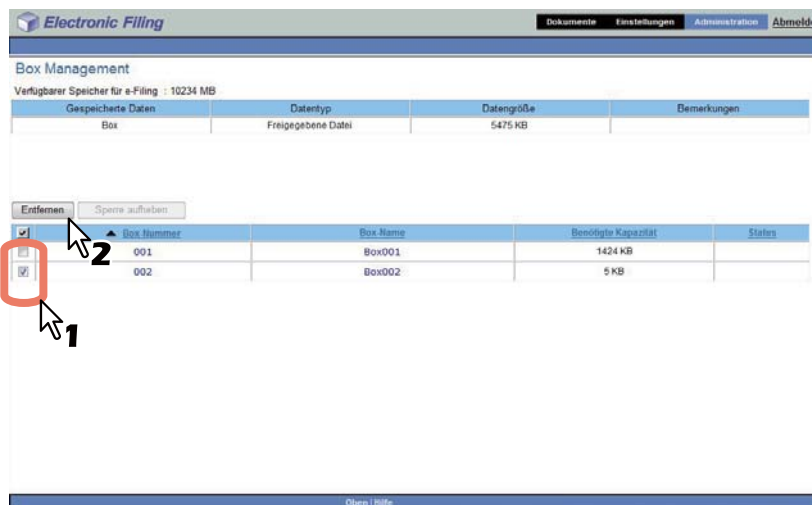 Electronic Filing
Dokumente Einstellungen Administration Abmelde
Box Management
Verfügbarer Speicher für e-Filing : 10234 MB
Gespeicherte Daten Datentyp Datengröße Bemerkungen
Box Freigegebene Datei 5475 KB
Entfernen Sperre aufheben
Box Nummer Box Name Benötigte Kapazität States
001 Box001 1424 KB
002 Box002 5 KB
2
1
Oben | Hilfe